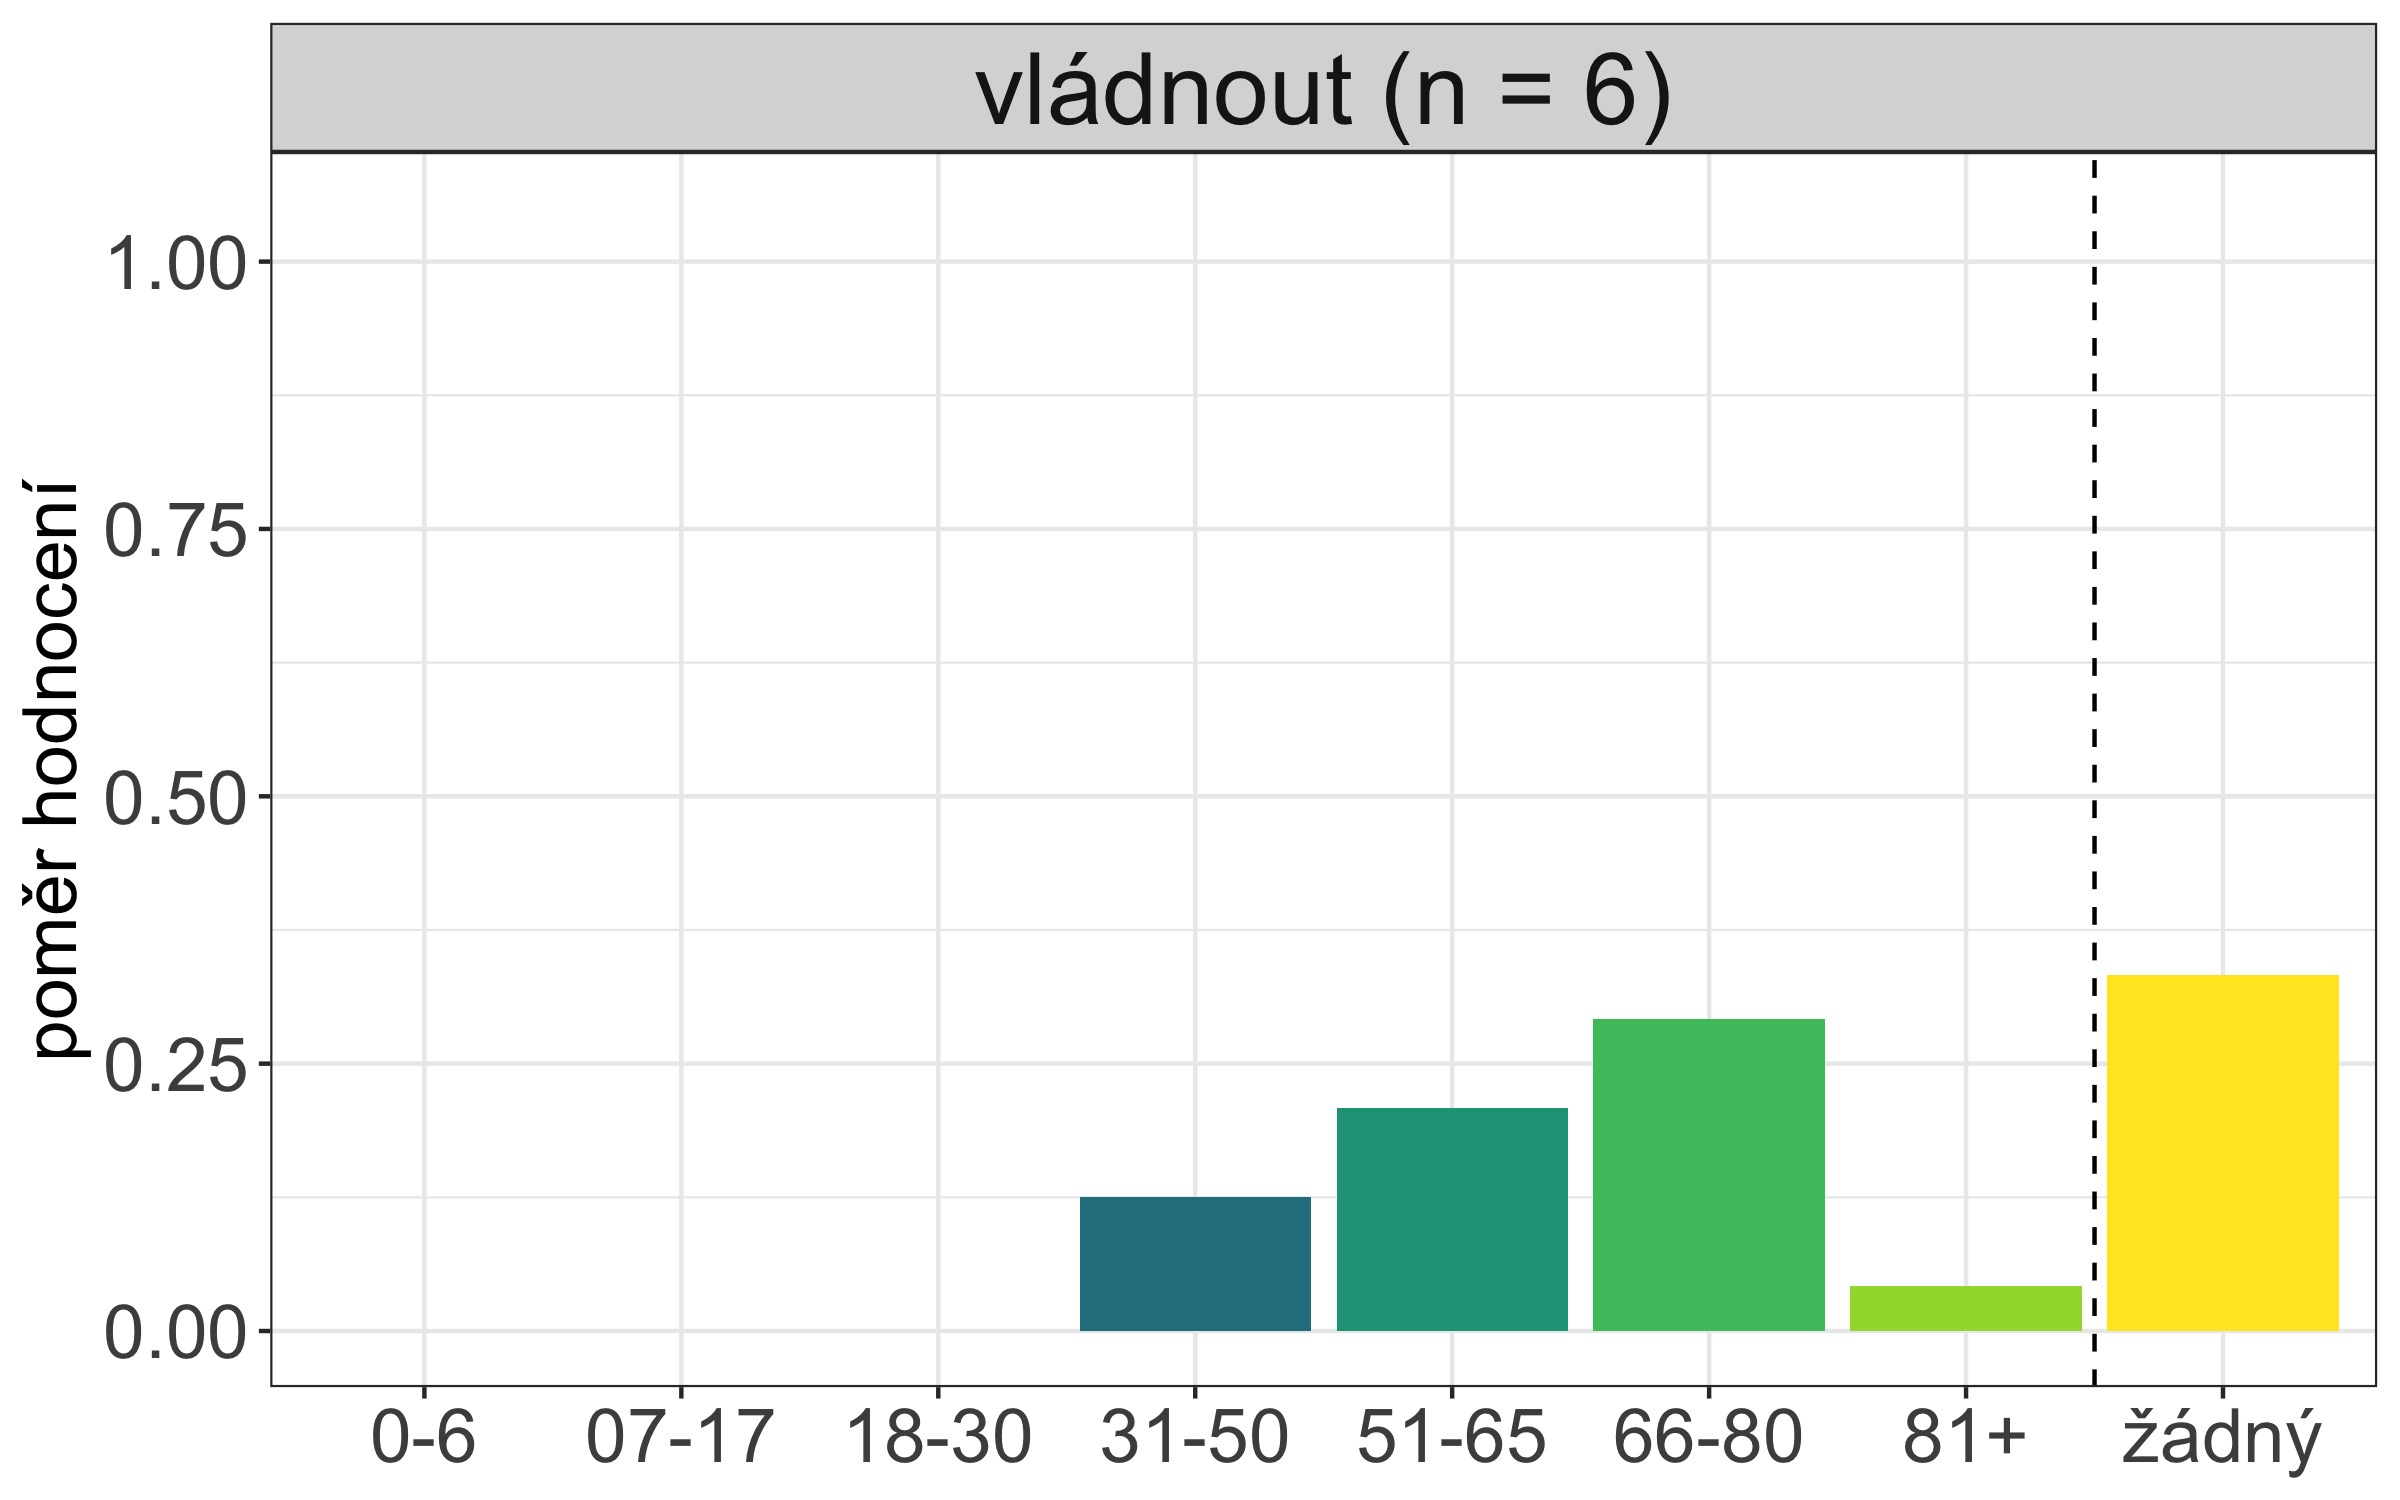 vládnout (n = 6)
poměr hodnocení
1.00
0.75
0.50
0.25
0.00
0-6 07-17 18-30 31-50 51-65 66-80 81+ žádný